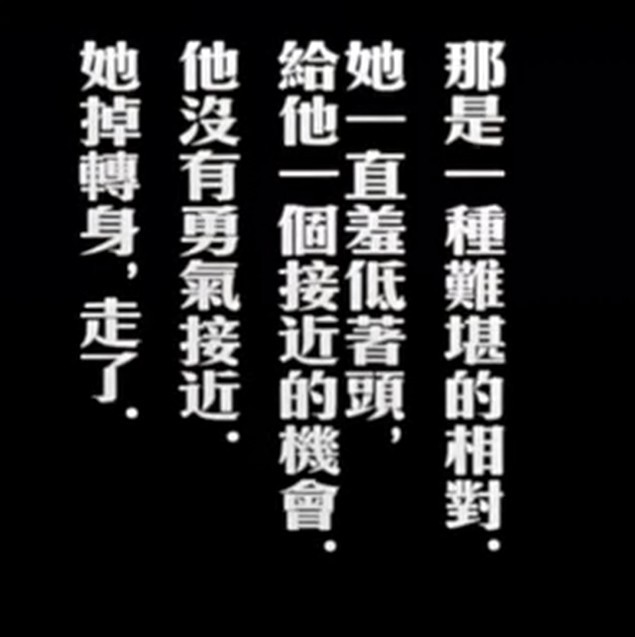 那是一種難堪的相對.
她一直羞低著頭,
給他一個接近的機會.
他沒有勇氣接近.
她掉轉身,走了.